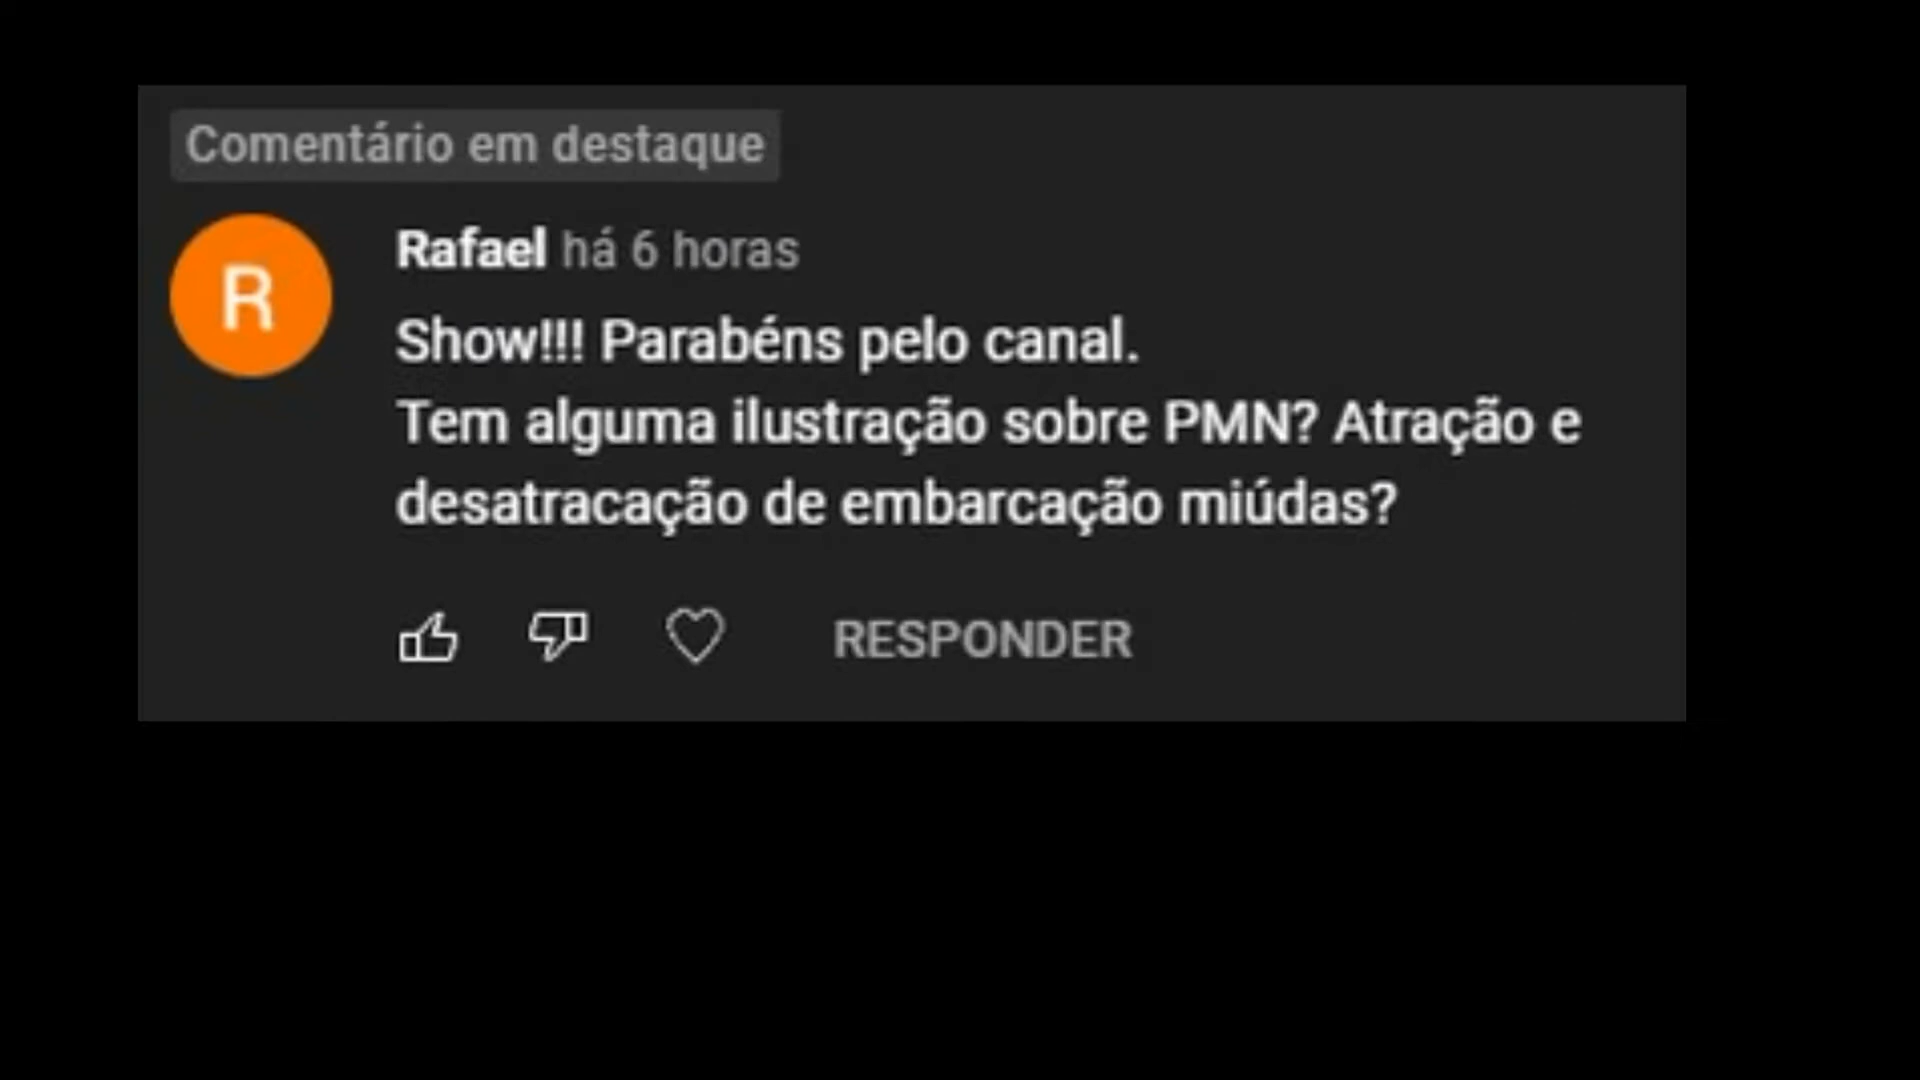 Comentário em destaque
R
Rafael há 6 horas
Show!!! Parabéns pelo canal.
Tem alguma ilustração sobre PMN? Atração e
desatracação de embarcação miúdas?
RESPONDER